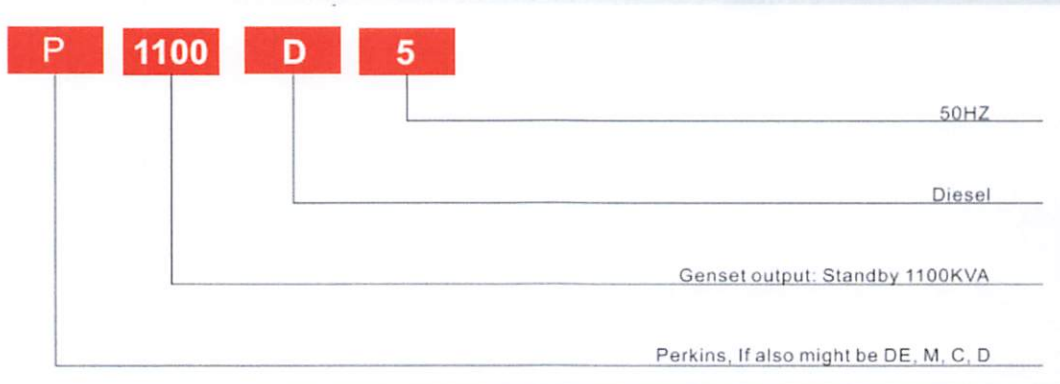 P 1100 D 5
50HZ
Diesel
Genset output: Standby 1100KVA
Perkins, If also might be DE, M, C, D